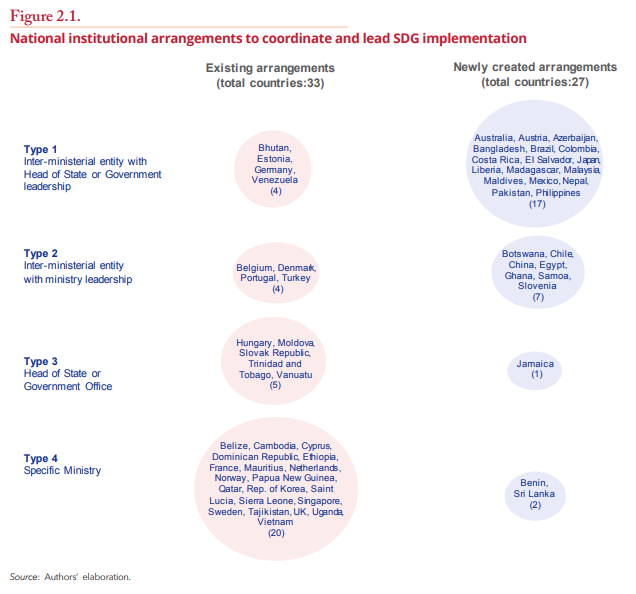 Figure 2.1.
National institutional arrangements to coordinate and lead SDG implementation
Existing arrangements
(total countries:33)
Newly created arrangements
(total countries:27)
Type 1
Inter-ministerial entity with
Head of State or Government
leadership
Bhutan,
Estonia,
Germany,
Venezuela
(4)
Australia, Austria, Azerbaijan,
Bangladesh, Brazil, Colombia,
Costa Rica, El Salvador, Japan,
Liberia, Madagascar, Malaysia,
Maldives, Mexico, Nepal,
Pakistan, Philippines
(17)
Type 2
Inter-ministerial entity
with ministry leadership
Belgium, Denmark,
Portugal, Turkey
(4)
Botswana, Chile,
China, Egypt,
Ghana, Samoa,
Slovenia
(7)
Type 3
Head of State or
Government Office
Hungary, Moldova,
Slovak Republic,
Trinidad and
Tobago, Vanuatu
(5)
Jamaica
(1)
Type 4
Specific Ministry
Belize, Cambodia, Cyprus,
Dominican Republic, Ethiopia,
France, Mauritius, Netherlands,
Norway, Papua New Guinea,
Qatar, Rep. of Korea, Saint
Lucia, Sierra Leone, Singapore,
Sweden, Tajikistan, UK, Uganda,
Vietnam
(20)
Benin,
Sri Lanka
(2)
Source: Authors' elaboration.